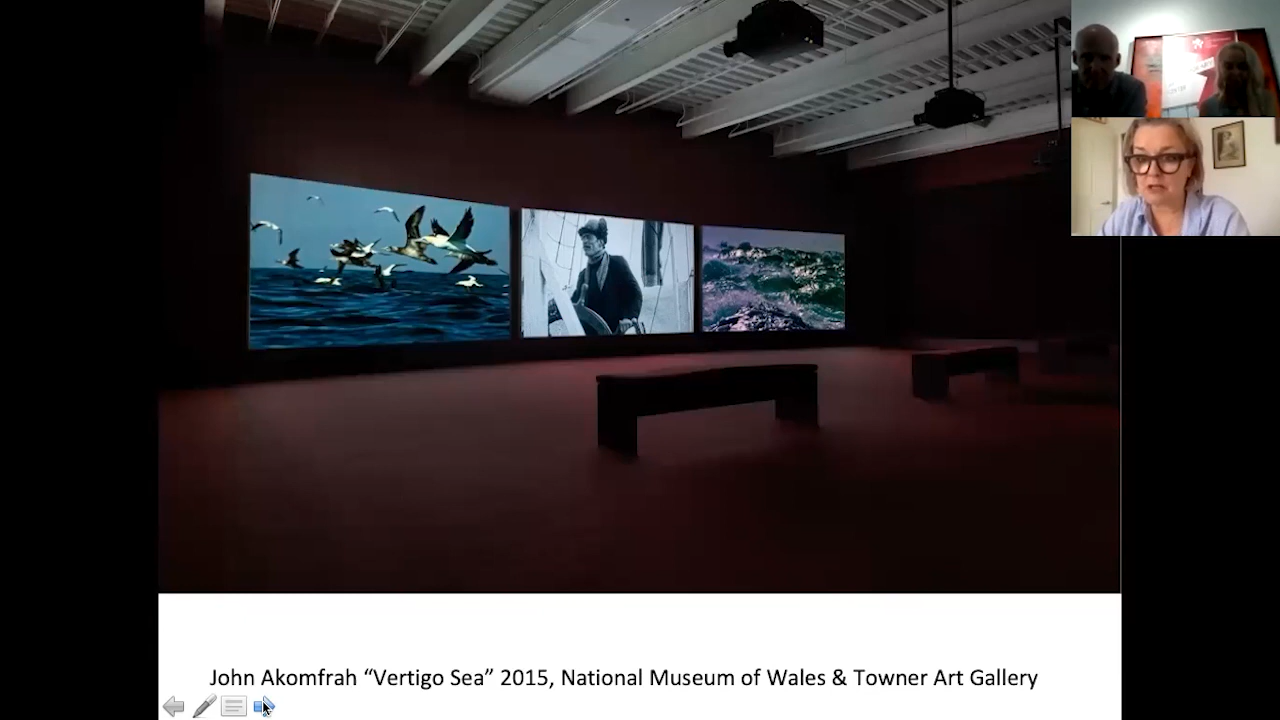 John Akomfrah “Vertigo Sea” 2015, National Museum of Wales & Towner Art Gallery